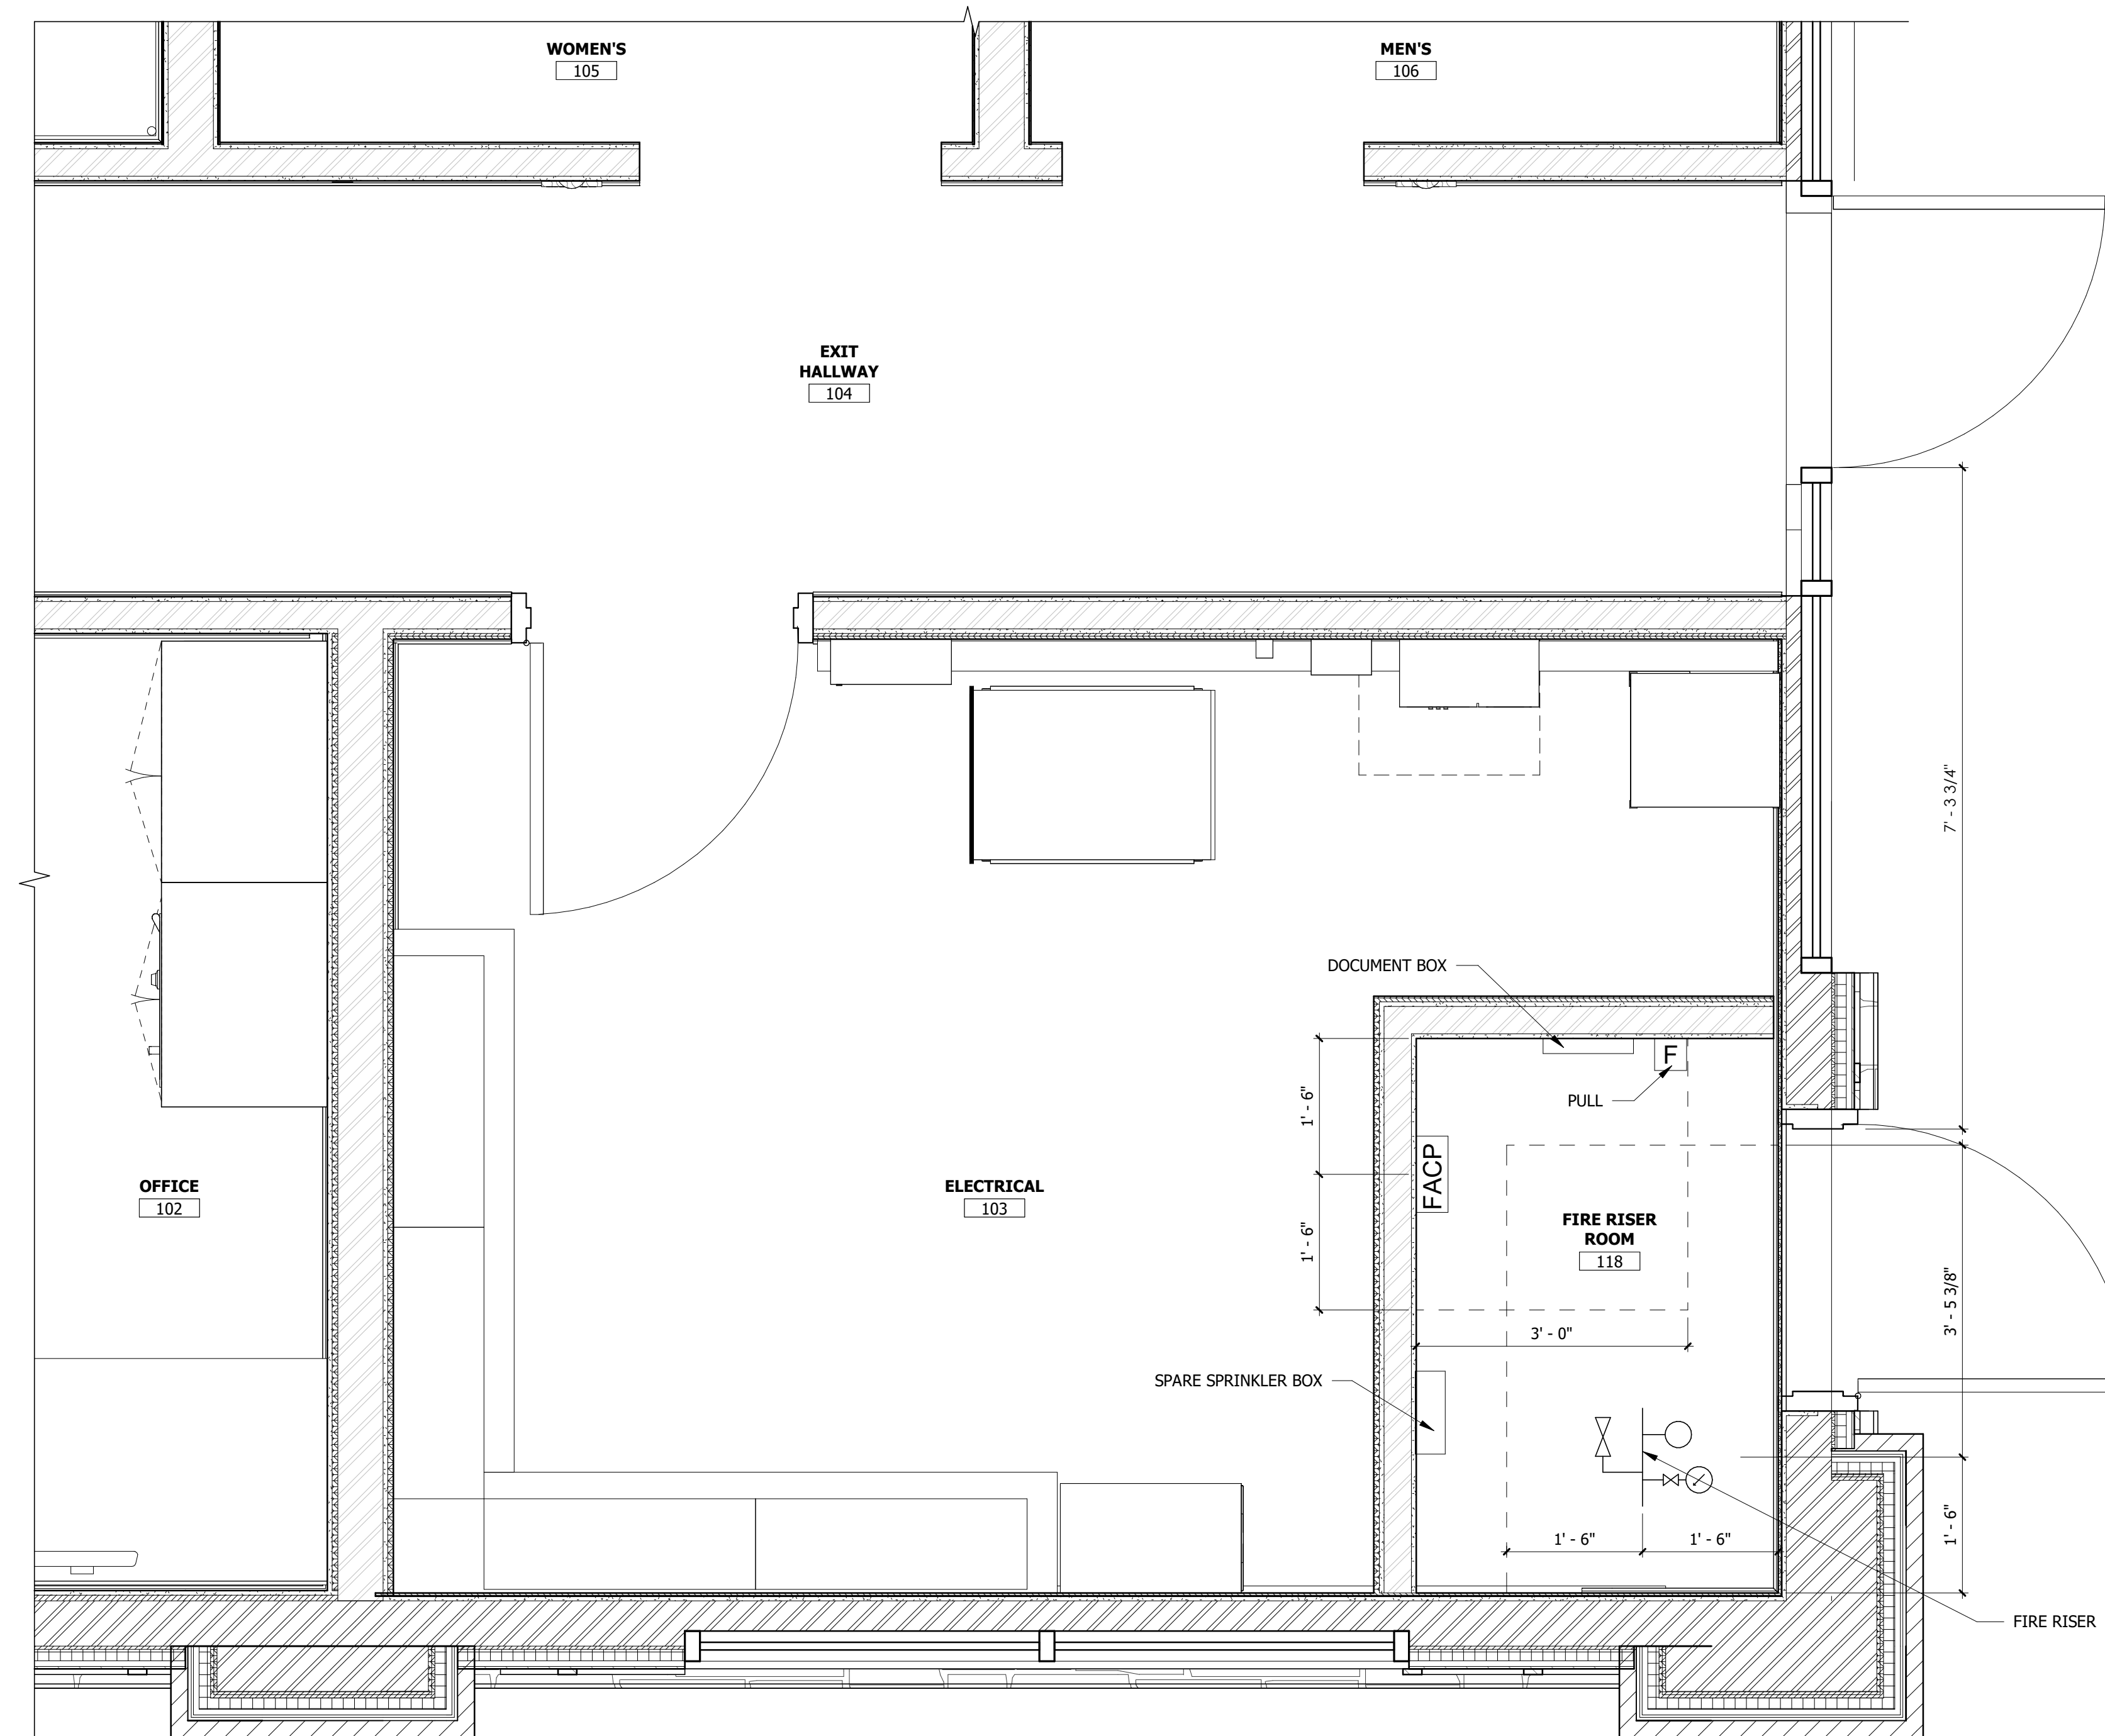 WOMEN'S
105
MEN'S
106
EXIT
HALLWAY
104
7' - 3 3/4"
DOCUMENT BOX
F
PULL
1' - 6"
FACP
OFFICE
102
ELECTRICAL
103
FIRE RISER
ROOM
118
1' - 6"
3' - 5 3/8"
3' - 0"
SPARE SPRINKLER BOX
1' - 6"
1' - 6"
1' - 6"
FIRE RISER